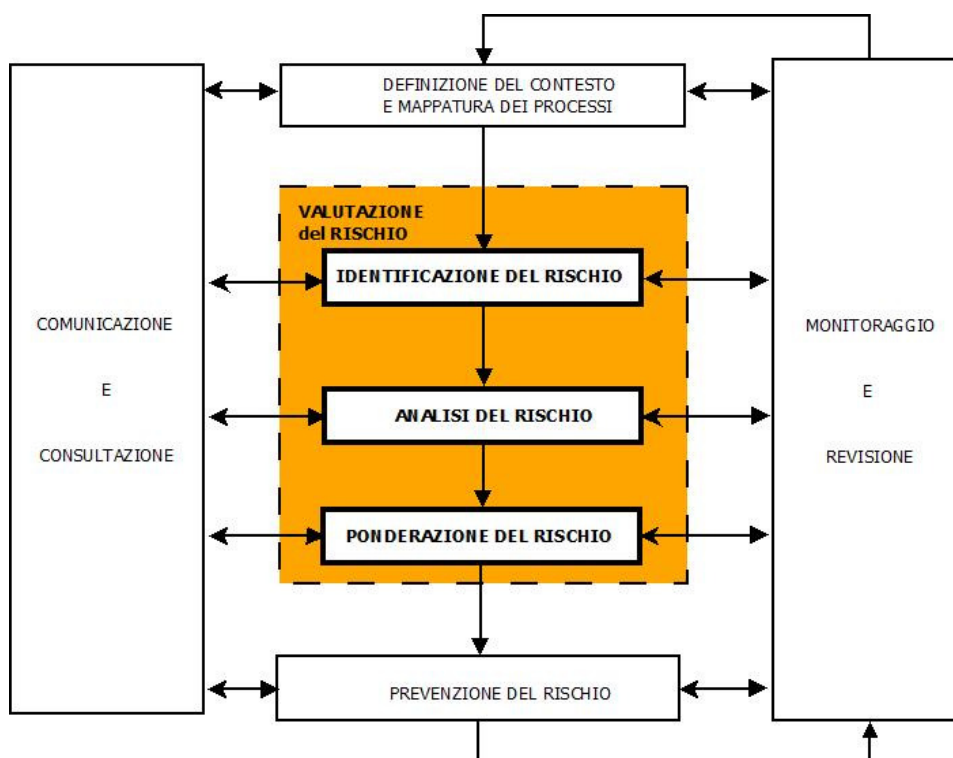 DEFINIZIONE DEL CONTESTO
E MAPPATURA DEI PROCESSI
VALUTAZIONE
del RISCHIO
IDENTIFICAZIONE DEL RISCHIO
COMUNICAZIONE
E
CONSULTAZIONE
ANALISI DEL RISCHIO
MONITORAGGIO
E
REVISIONE
PONDERAZIONE DEL RISCHIO
PREVENZIONE DEL RISCHIO